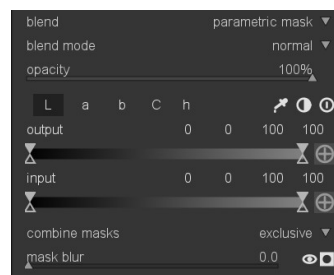 blend parametric mask
blend mode normal
opacity 100%
L a b C h
output 0 0 100 100
input 0 0 100 100
combine masks exclusive
mask blur 0.0